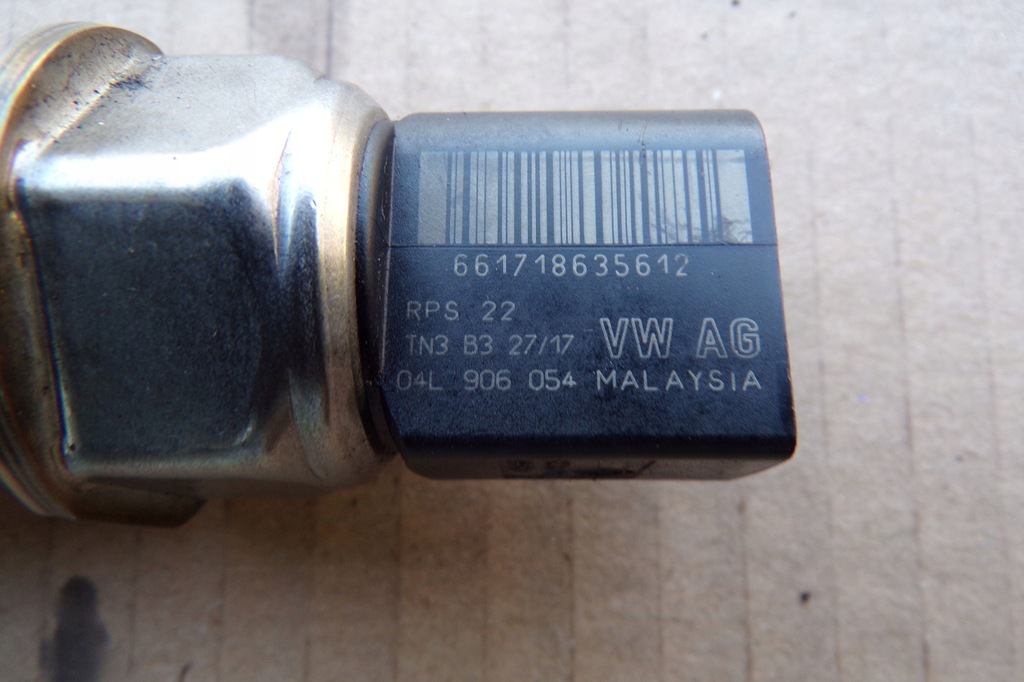 661718635612
RPS 22
TN3 B3 27/17 VW AG
04L 906 054 MALAYSIA